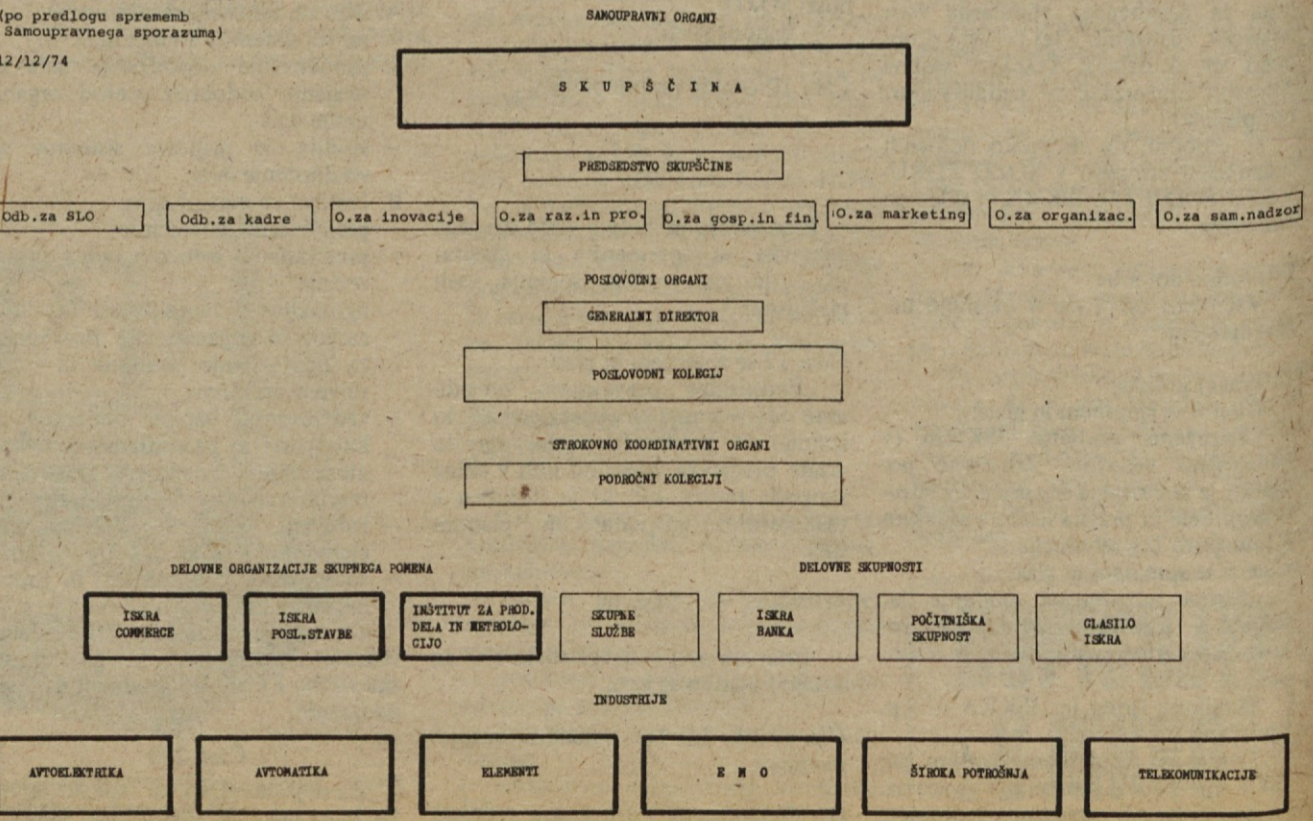 (po predlogu sprememb
Samoupravnega sporazuma)
12/12/74
SAMOUPRAVNI ORGANI
S K U P Š Č I N A
PREDSEDSTVO SKUPŠČINE
Odb.za SLO
Odb.za kadre
O.za inovacije
O.za raz.in pro.
O.za gosp.in fin.
O.za marketing
O.za organizac.
O.za sam.nadzor
POSLOVODNI ORGANI
GENERALNI DIREKTOR
POSLOVODNI KOLEGIJ
STROKOVNO KOORDINATIVNI ORGANI
PODROČNI KOLEGIJI
DELOVNE ORGANIZACIJE SKUPNEGA POMENA
DELOVNE SKUPNOSTI
ISKRA
COMMERCE
ISKRA
POSL.STAVBE
INŠTITUT ZA PROD.
DELA IN METROLO-
GIJO
SKUPNE
SLUŽBE
ISKRA
BANKA
POČITNIŠKA
SKUPNOST
GLASILO
ISKRA
INDUSTRIJE
AVTOELEKTRIKA
AVTOMATIKA
ELEMENTI
E M O
ŠIROKA POTROŠNJA
TELEKOMUNIKACIJE